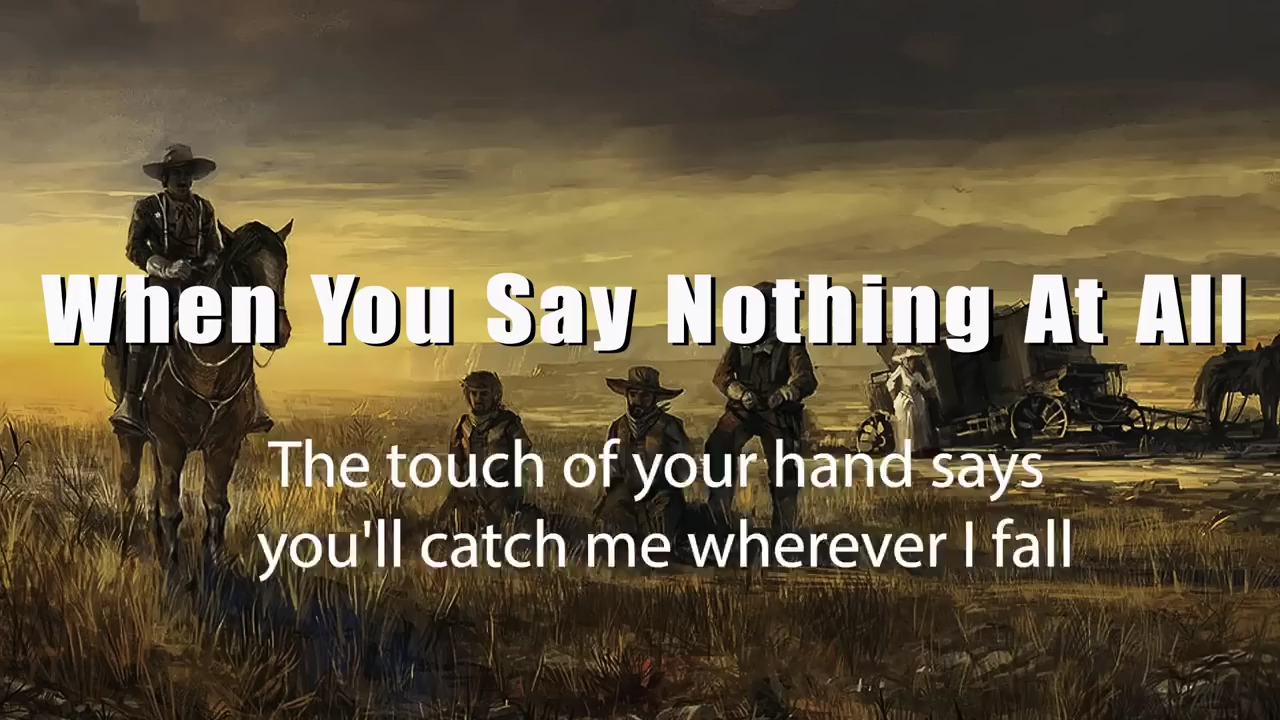 When You Say Nothing At All
The touch of your hand says
you'll catch me wherever I fall